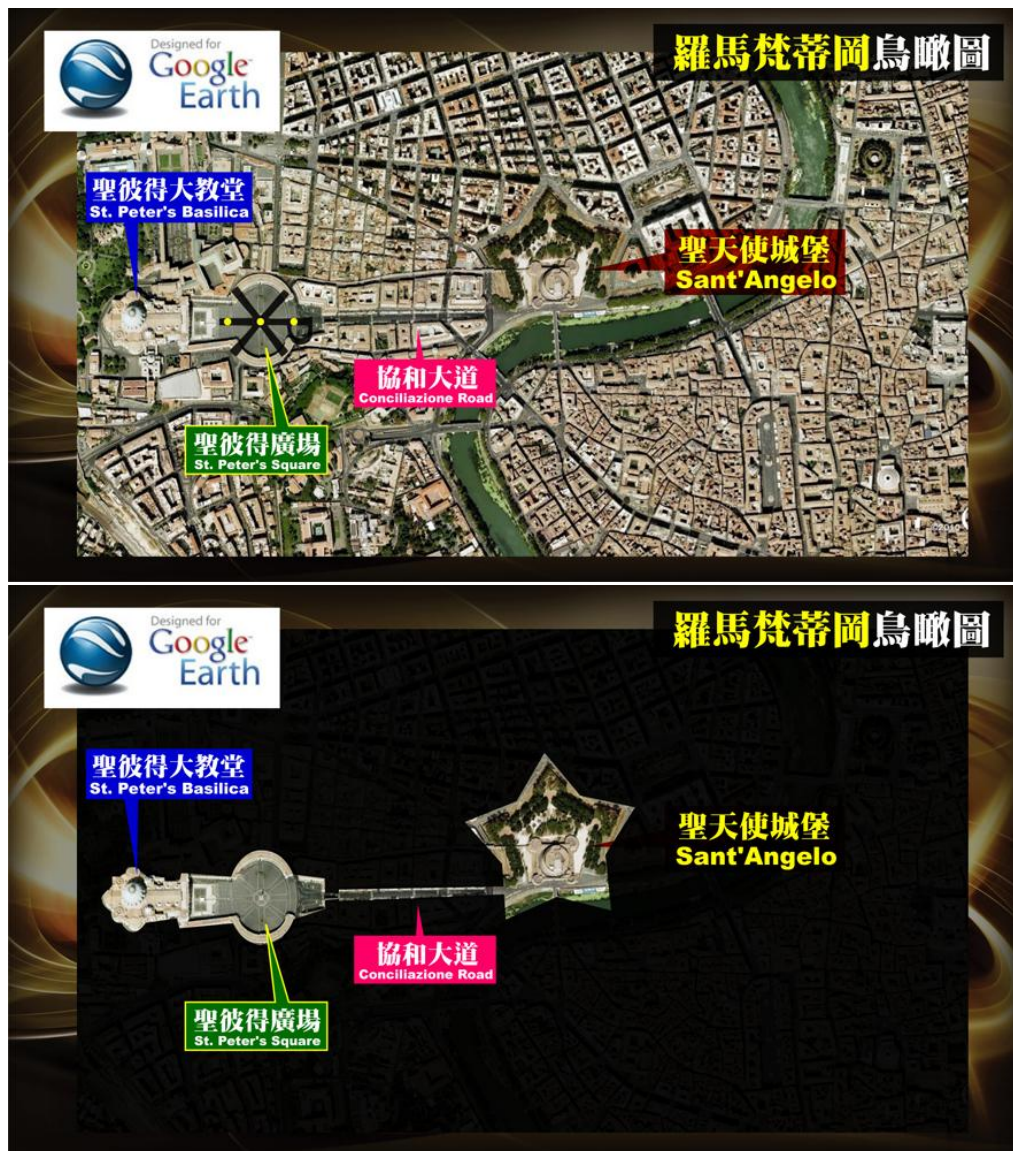 Designed for
Google
Earth
羅馬梵蒂岡鳥瞰圖
聖彼得大教堂
St. Peter's Basilica
聖天使城堡
Sant'Angelo
協和大道
Conciliazione Road
聖彼得廣場
St. Peter's Square
©2010
Designed for
Google
Earth
羅馬梵蒂岡鳥瞰圖
聖彼得大教堂
St. Peter's Basilica
聖天使城堡
Sant'Angelo
協和大道
Conciliazione Road
聖彼得廣場
St. Peter's Square